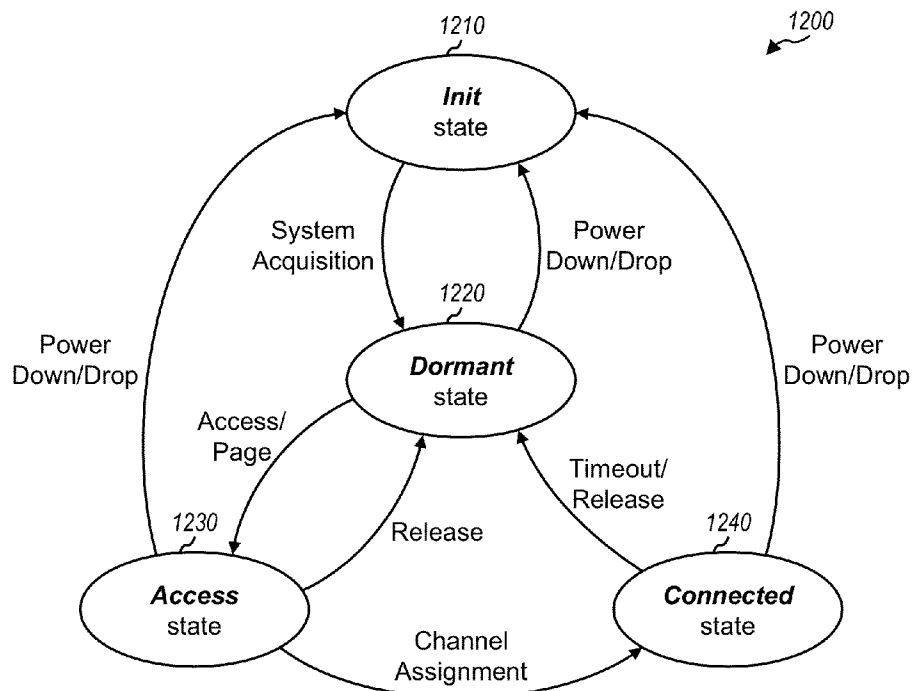 1200
1210
Init
state
System
Acquisition
Power
Down/Drop
1220
Dormant
state
Power
Down/Drop
Power
Down/Drop
Access/
Page
Timeout/
Release
Release
1230
Access
state
1240
Connected
state
Channel
Assignment